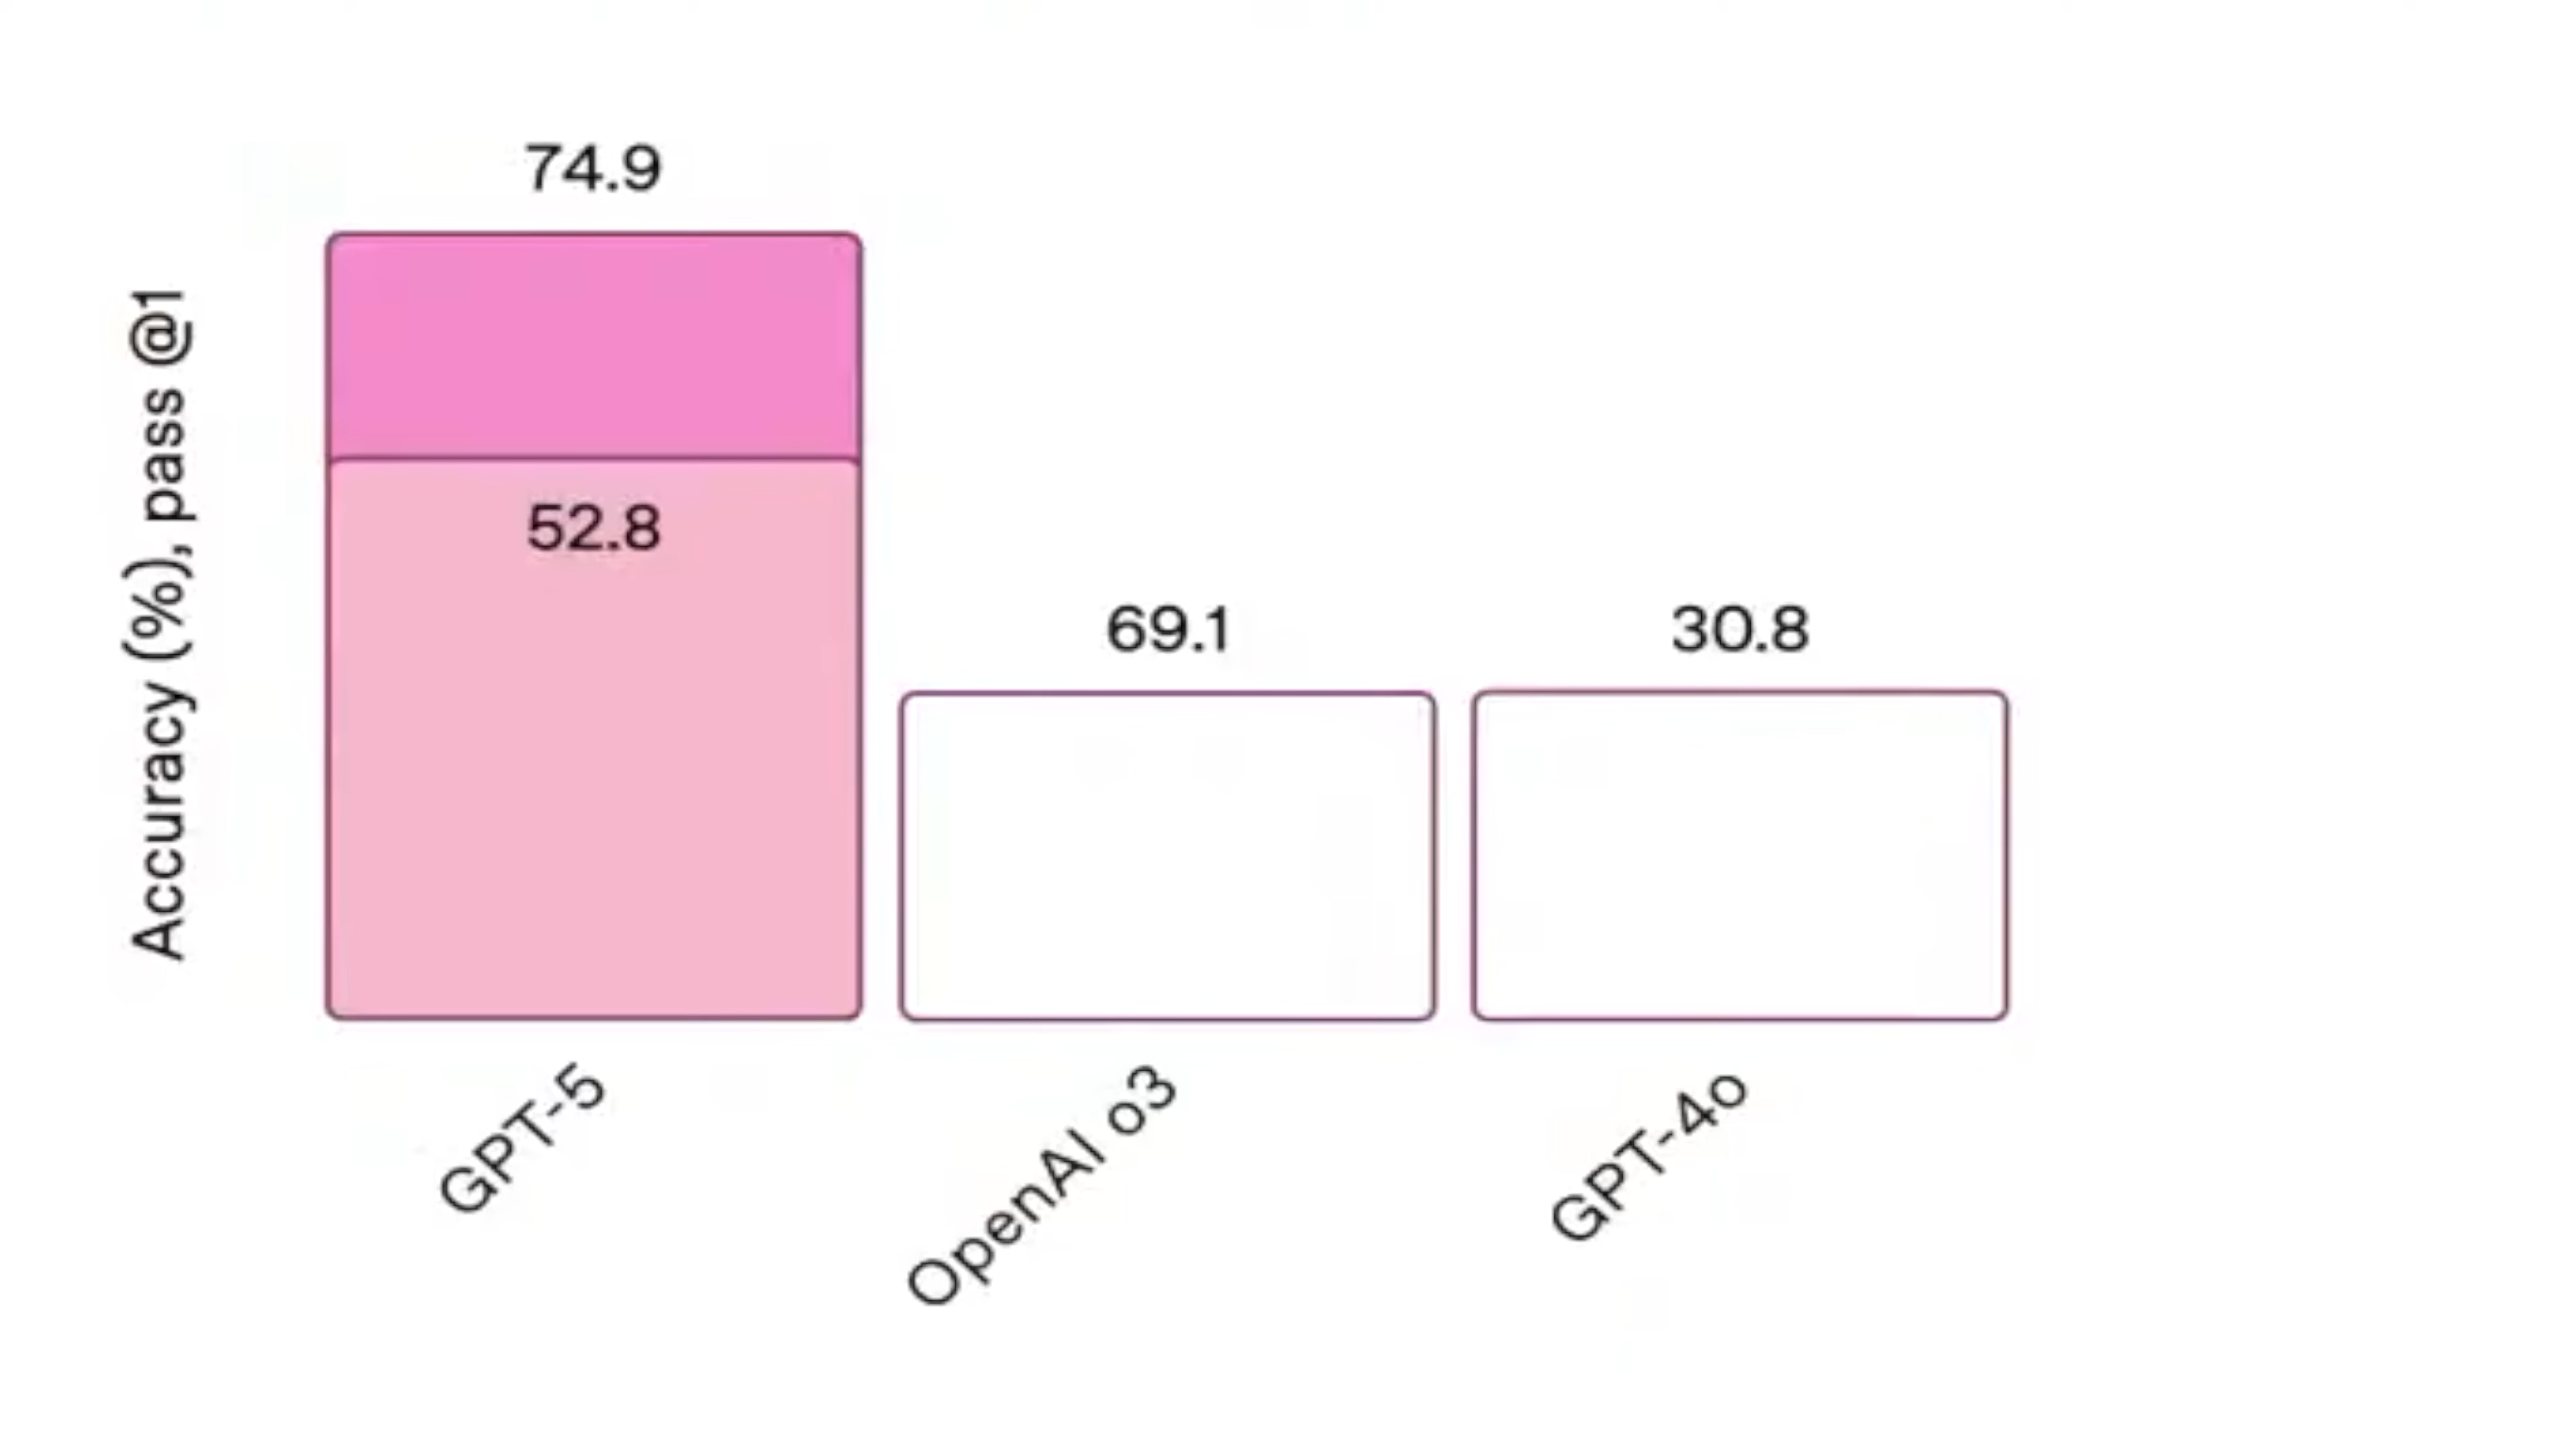 74.9
Accuracy (%), pass @1
52.8
69.1
30.8
GPT-5
OpenAI o3
GPT-4o